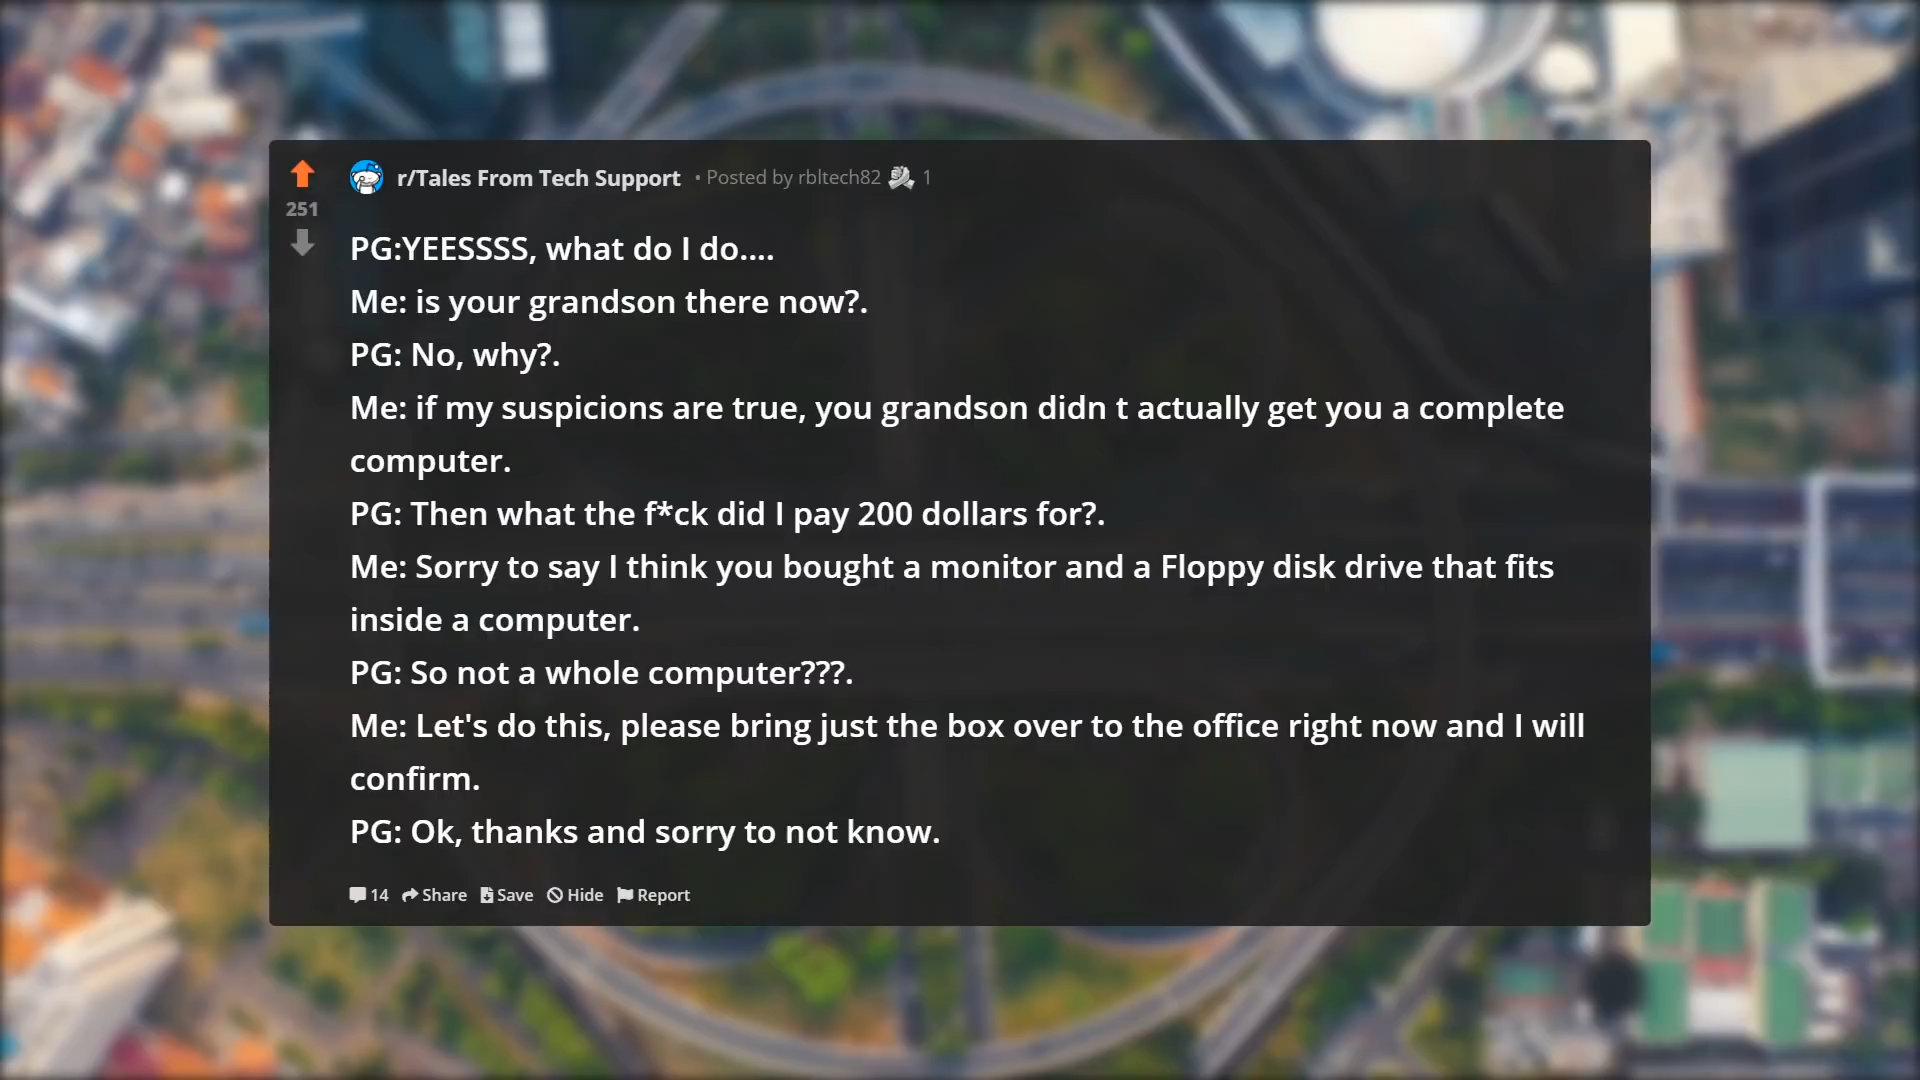 r/Tales From Tech Support • Posted by rbltech82 1
251
PG:YEESSSS, what do I do....
Me: is your grandson there now?.
PG: No, why?.
Me: if my suspicions are true, you grandson didn t actually get you a complete
computer.
PG: Then what the f*ck did I pay 200 dollars for?.
Me: Sorry to say I think you bought a monitor and a Floppy disk drive that fits
inside a computer.
PG: So not a whole computer???.
Me: Let's do this, please bring just the box over to the office right now and I will
confirm.
PG: Ok, thanks and sorry to not know.
14 Share Save Hide Report